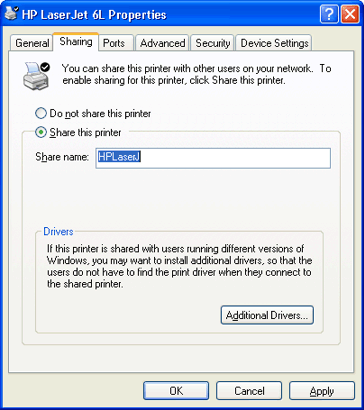 HP LaserJet 6L Properties
General Sharing Ports Advanced Security Device Settings
You can share this printer with other users on your network. To
enable sharing for this printer, click Share this printer.
Do not share this printer
Share this printer
Share name: HPLaserJ
Drivers
If this printer is shared with users running different versions of
Windows, you may want to install additional drivers, so that the
users do not have to find the print driver when they connect to
the shared printer.
Additional Drivers...
OK Cancel Apply